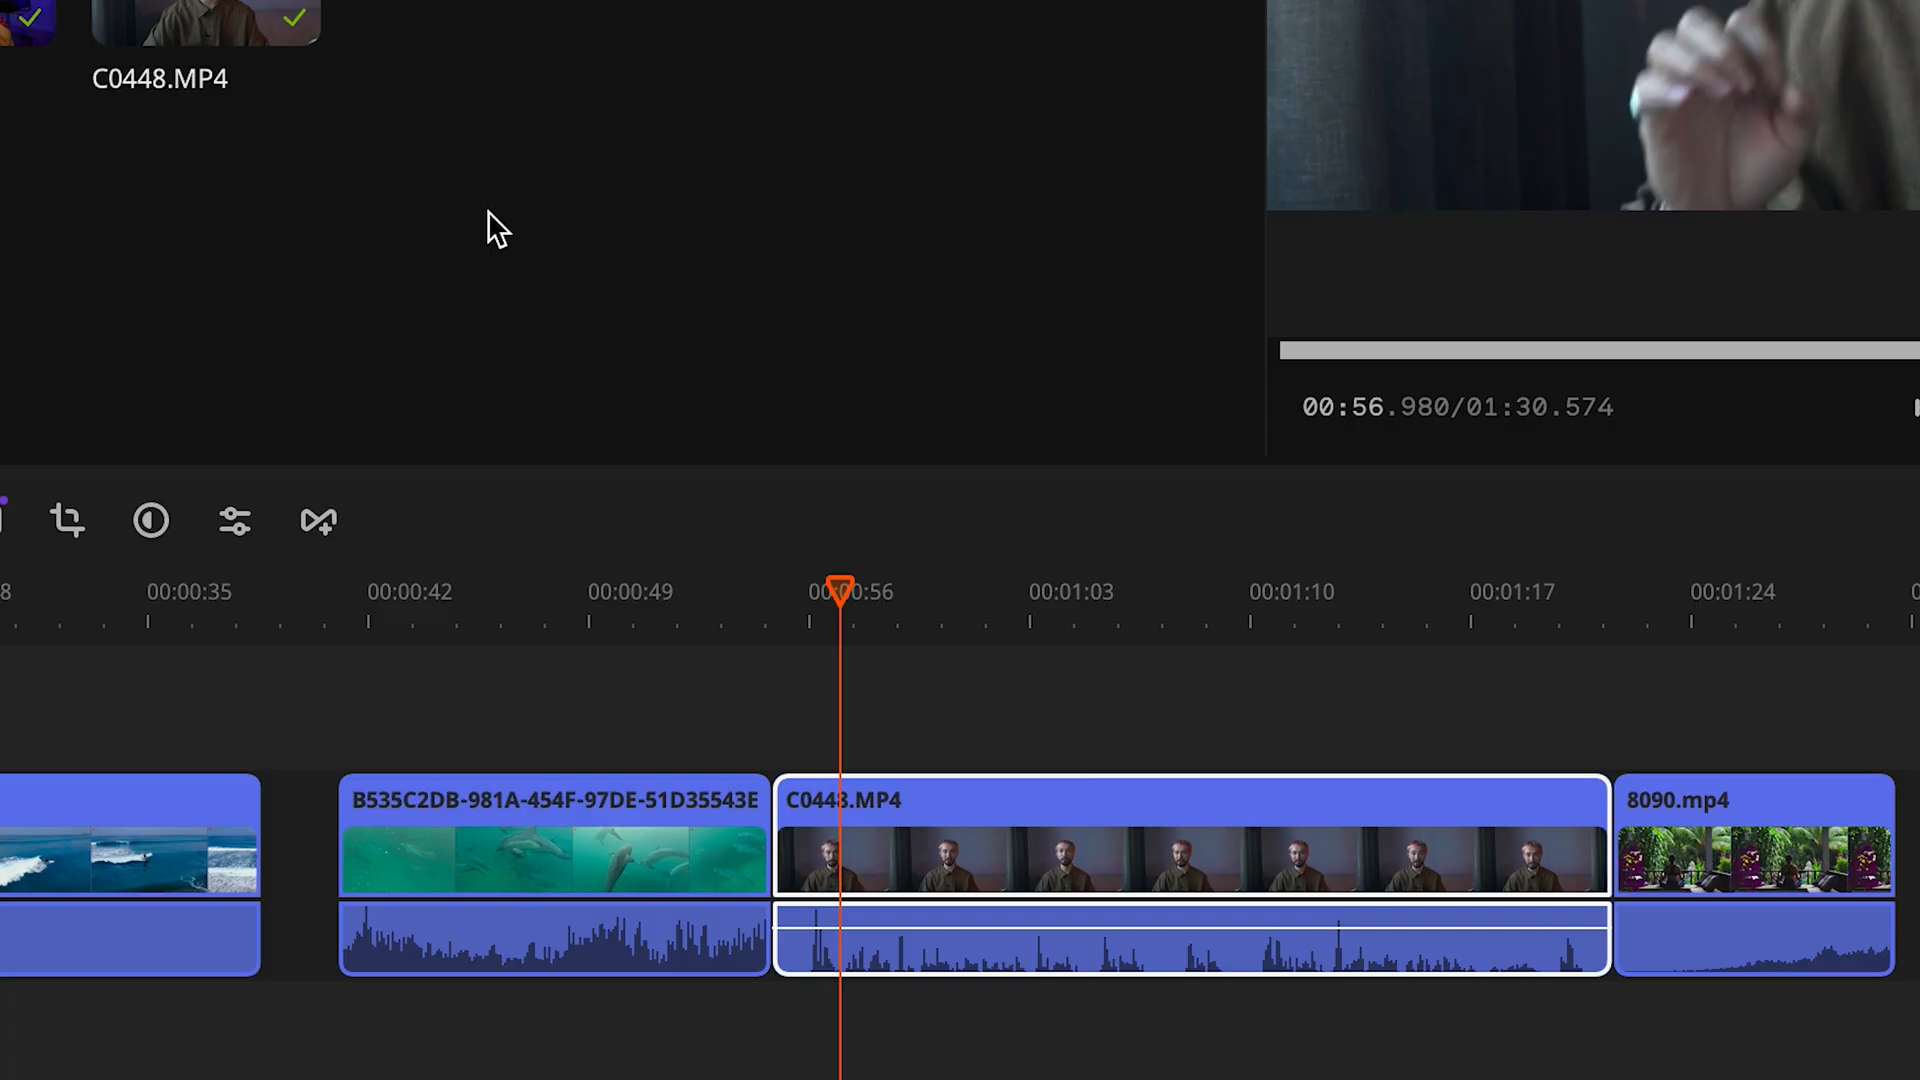 C0448.MP4
00:56.980/01:30.574
8 00:00:35 00:00:42 00:00:49 00:00:56 00:01:03 00:01:10 00:01:17 00:01:24 0
B535C2DB-981A-454F-97DE-51D35543E C0448.MP4 8090.mp4